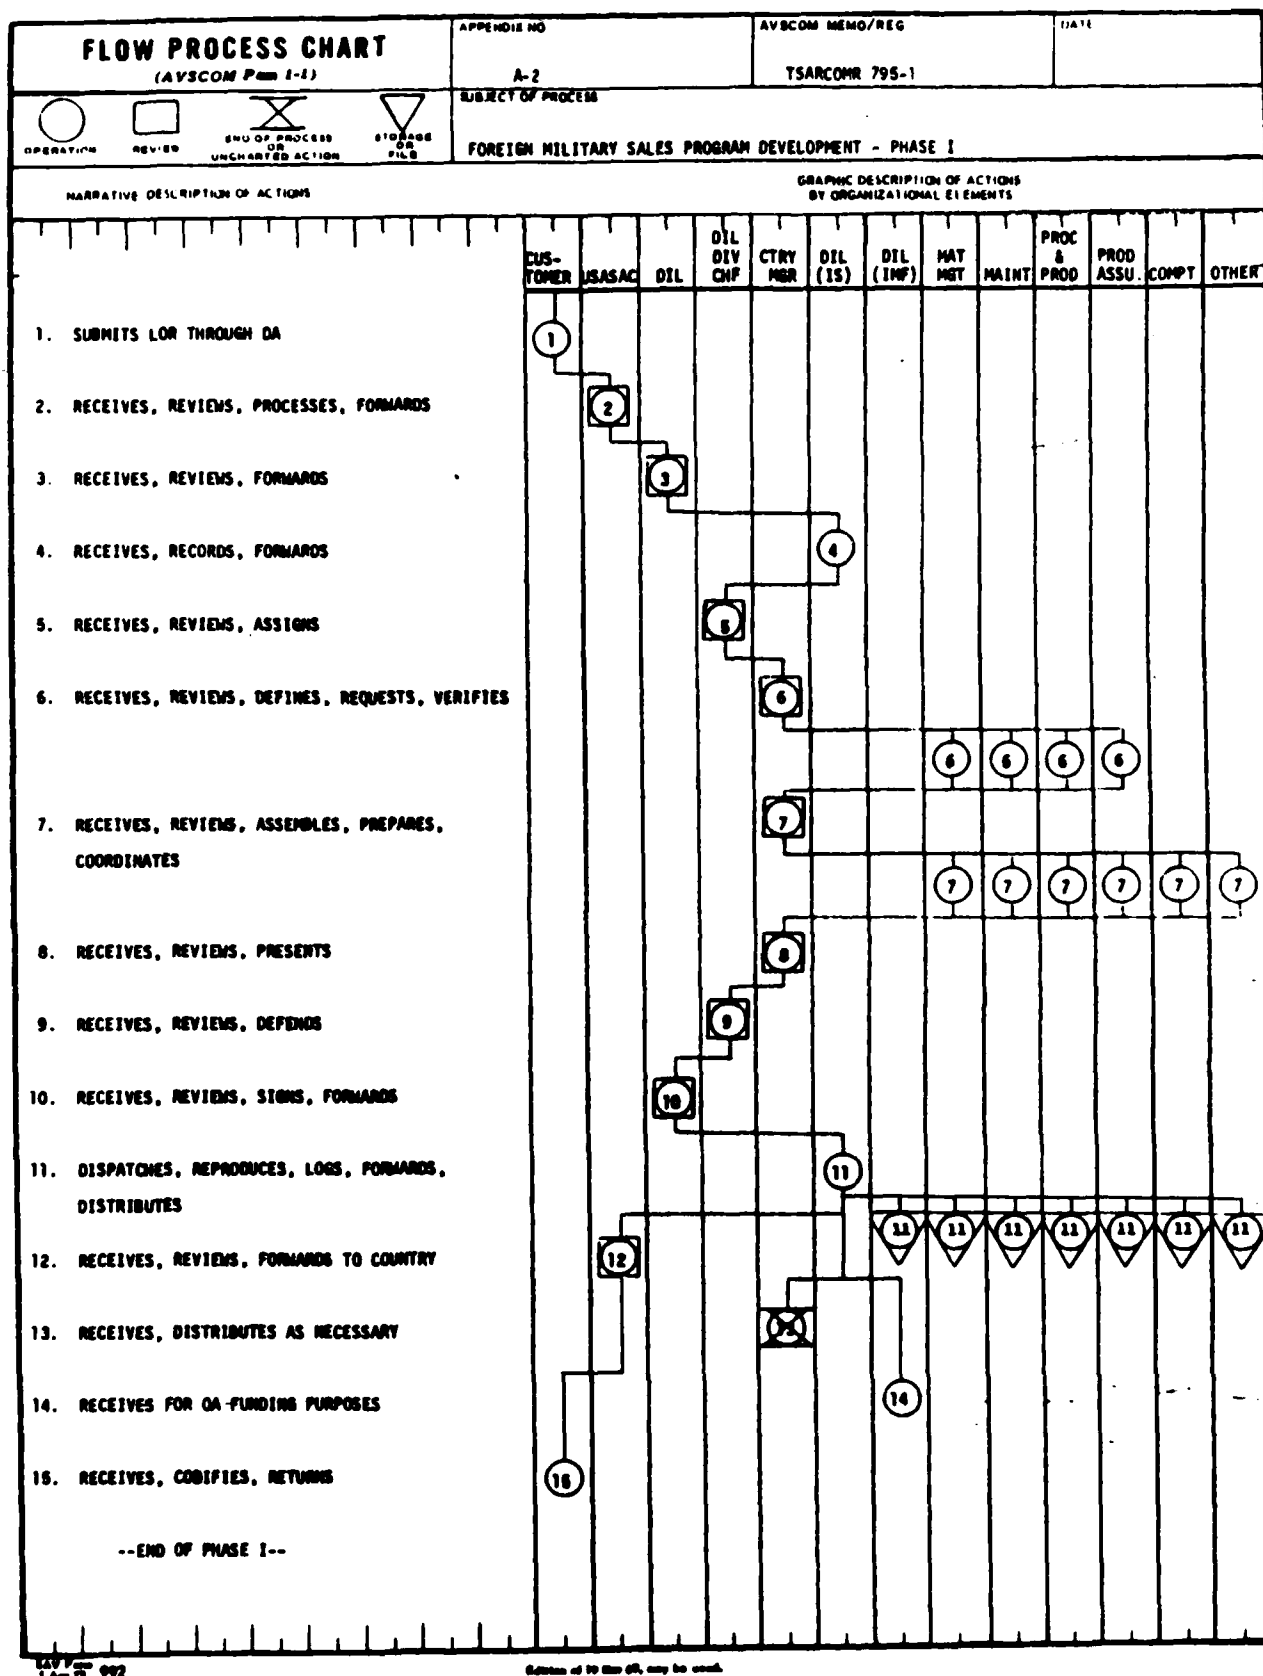 FLOW PROCESS CHART
(AVSCOM Pam 1-1)
APPENDIX NO
A-2
AVSCOM MEMO/REG
TSARCOMR 795-1
DATE
OPERATION
REVIEW
END OF PROCESS
OR
UNCHARTED ACTION
STORAGE
OR
FILE
SUBJECT OF PROCESS
FOREIGN MILITARY SALES PROGRAM DEVELOPMENT - PHASE I
NARRATIVE DESCRIPTION OF ACTIONS
GRAPHIC DESCRIPTION OF ACTIONS
BY ORGANIZATIONAL ELEMENTS
CUS-
TOMER
USASAC
DIL
DIL
DIV
CHF
CTRY
MGR
DIL
(IS)
DIL
(IMF)
MAT
MGT
MAINT
PROC
&
PROD
PROD
ASSU.
COMPT
OTHER
1. SUBMITS LOR THROUGH DA
1
2. RECEIVES, REVIEWS, PROCESSES, FORWARDS
2
3. RECEIVES, REVIEWS, FORWARDS
3
4. RECEIVES, RECORDS, FORWARDS
4
5. RECEIVES, REVIEWS, ASSIGNS
5
6. RECEIVES, REVIEWS, DEFINES, REQUESTS, VERIFIES
6
6 6 6 6
7. RECEIVES, REVIEWS, ASSEMBLES, PREPARES,
COORDINATES
7
7 7 7 7 7 7
8. RECEIVES, REVIEWS, PRESENTS
8
9. RECEIVES, REVIEWS, DEFENDS
9
10. RECEIVES, REVIEWS, SIGNS, FORWARDS
10
11. DISPATCHES, REPRODUCES, LOGS, FORWARDS,
DISTRIBUTES
11
11 11 11 11 11 11 11
12. RECEIVES, REVIEWS, FORWARDS TO COUNTRY
12
13. RECEIVES, DISTRIBUTES AS NECESSARY
13
14. RECEIVES FOR OA-FUNDING PURPOSES
14
15. RECEIVES, CODIFIES, RETURNS
15
--END OF PHASE I--
992